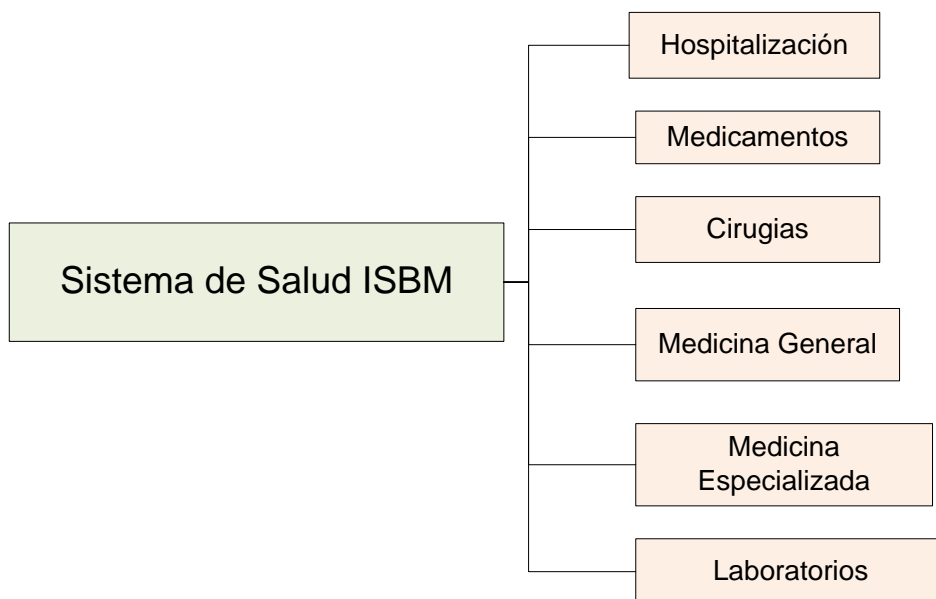 Hospitalización
Medicamentos
Cirugias
Sistema de Salud ISBM
Medicina General
Medicina
Especializada
Laboratorios